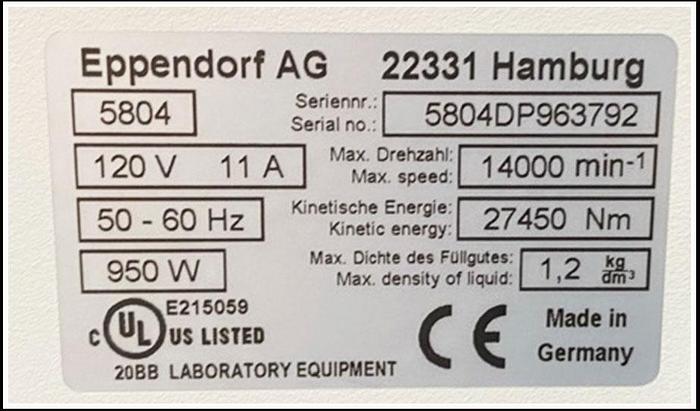 Eppendorf AG 22331 Hamburg
5804 Seriennr.: 5804DP963792
Serial no.:
120 V 11 A Max. Drehzahl: 14000 min-1
Max. speed:
50 - 60 Hz Kinetische Energie: 27450 Nm
Kinetic energy:
950 W Max. Dichte des Füllgutes: 1,2 kg/dm³
Max. density of liquid:
E215059
c UL US LISTED
CE
Made in
Germany
20BB LABORATORY EQUIPMENT